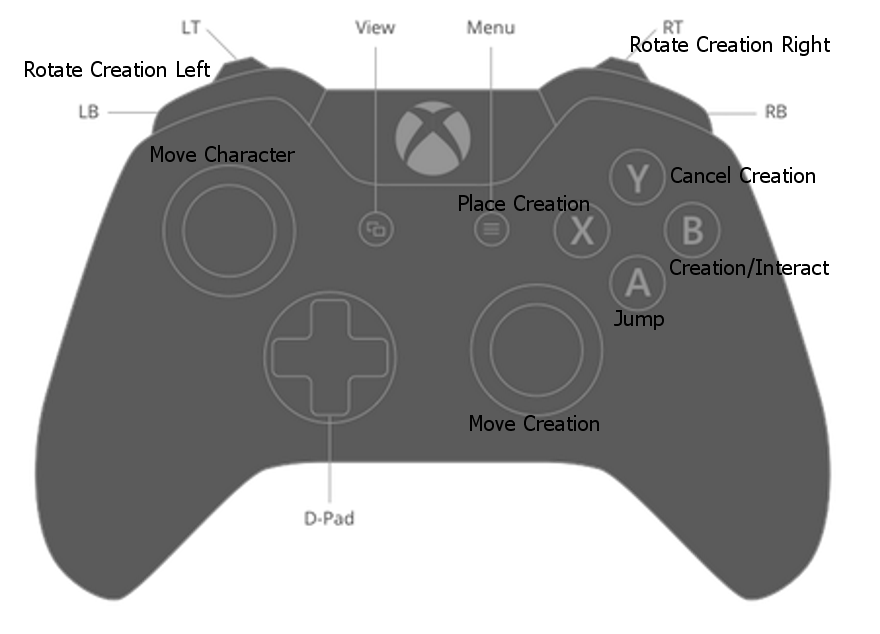 LT
View
Menu
RT
Rotate Creation Right
Rotate Creation Left
LB
RB
Move Character
Y
Cancel Creation
Place Creation
X
B
Creation/Interact
A
Jump
Move Creation
D-Pad